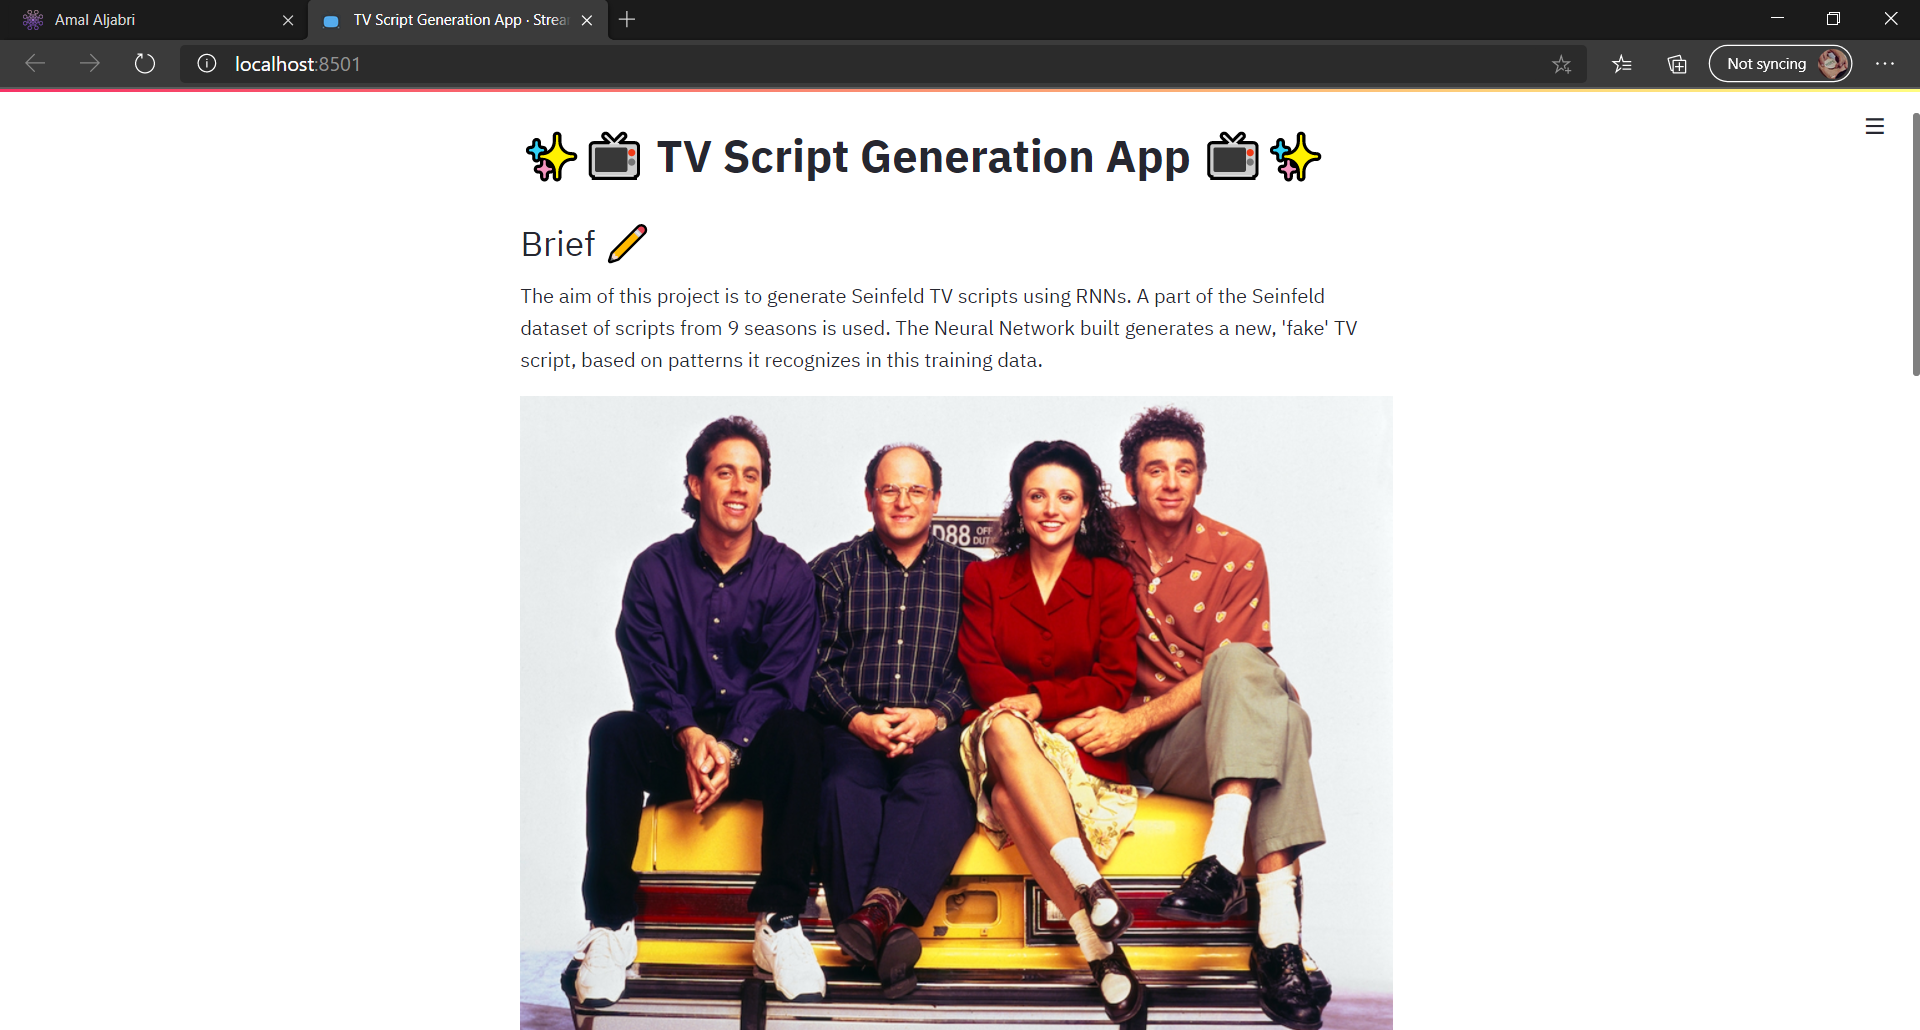 Amal Aljabri
TV Script Generation App · Strea
localhost:8501
Not syncing
TV Script Generation App
Brief
The aim of this project is to generate Seinfeld TV scripts using RNNs. A part of the Seinfeld
dataset of scripts from 9 seasons is used. The Neural Network built generates a new, 'fake' TV
script, based on patterns it recognizes in this training data.
D88 OFF
DUT